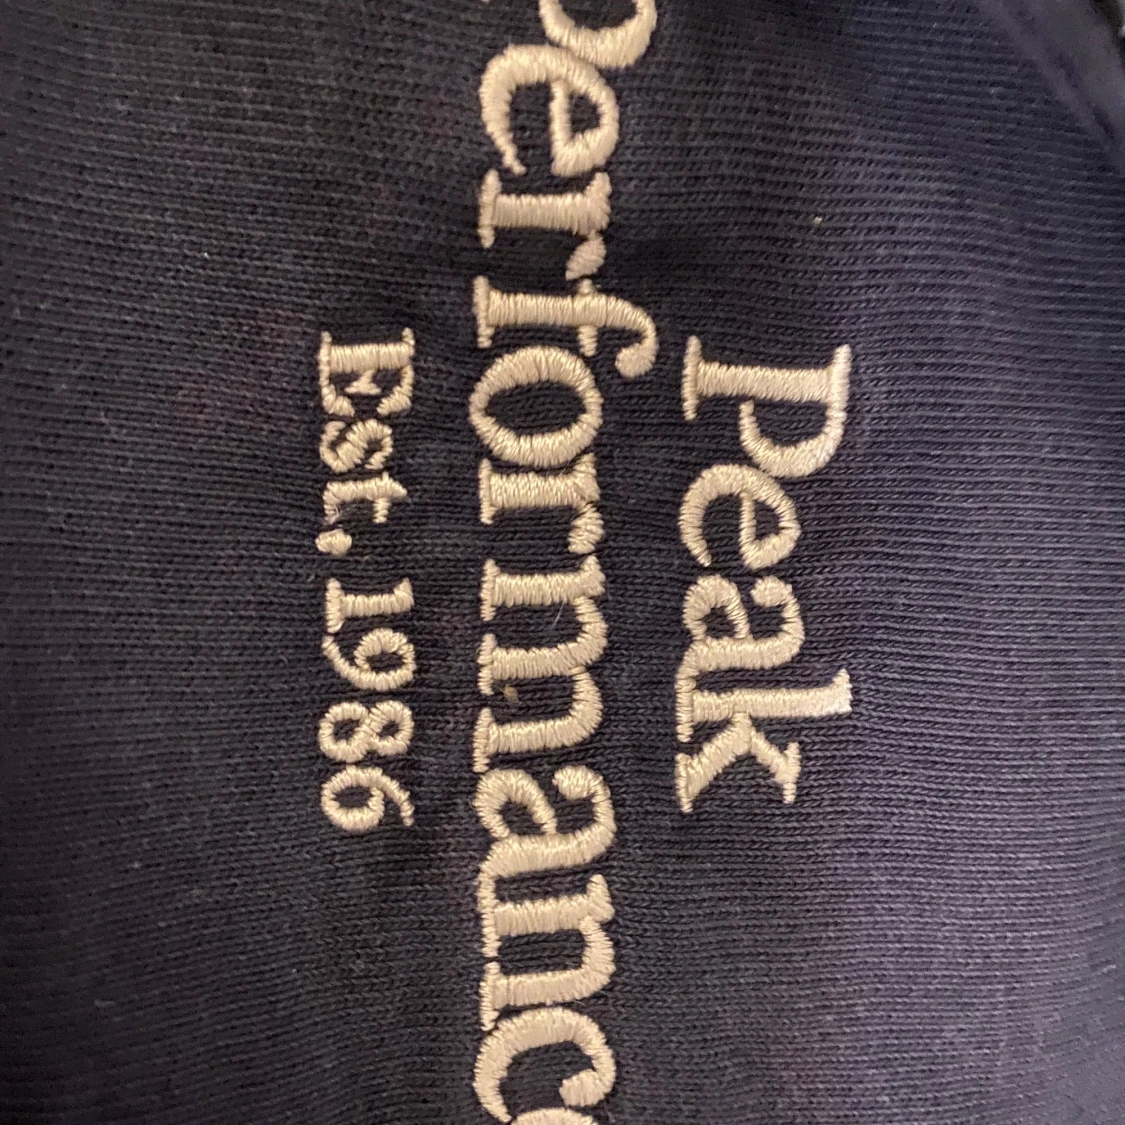 Peak
Performance
Est. 1986